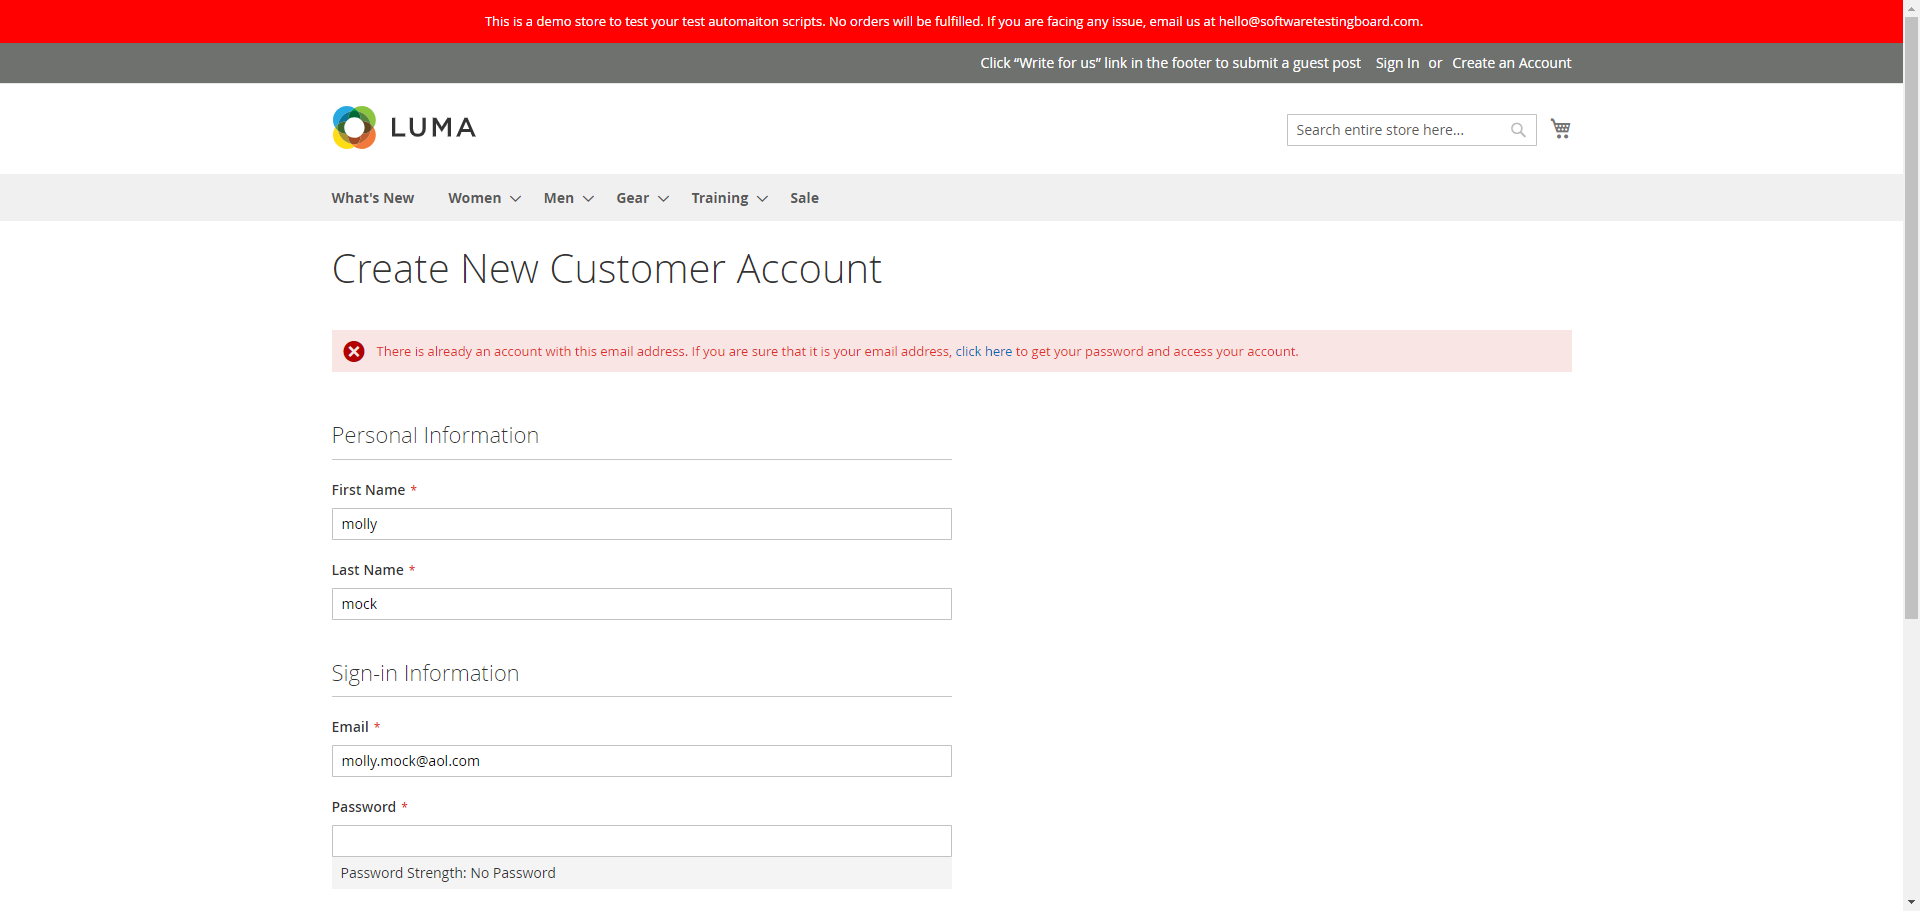 This is a demo store to test your test automaiton scripts. No orders will be fulfilled. If you are facing any issue, email us at hello@softwaretestingboard.com.
Click “Write for us” link in the footer to submit a guest post Sign In or Create an Account
LUMA
Search entire store here...
What's New Women Men Gear Training Sale
Create New Customer Account
There is already an account with this email address. If you are sure that it is your email address, click here to get your password and access your account.
Personal Information
First Name *
molly
Last Name *
mock
Sign-in Information
Email *
molly.mock@aol.com
Password *
Password Strength: No Password